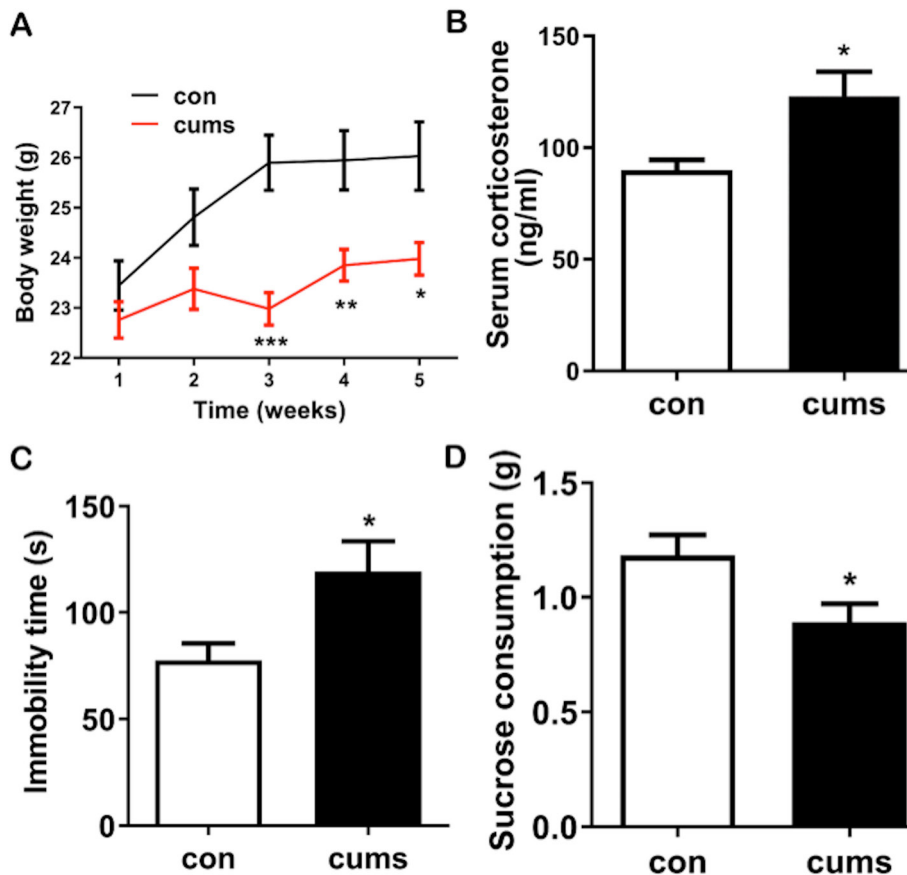 A
con
cums
Body weight (g)
27
26
25
24
23
22
***
**
*
1 2 3 4 5
Time (weeks)
B
Serum corticosterone
(ng/ml)
150
100
50
0
*
con cums
C
Immobility time (s)
150
100
50
0
*
con cums
D
Sucrose consumption (g)
1.5
1.0
0.5
0.0
*
con cums